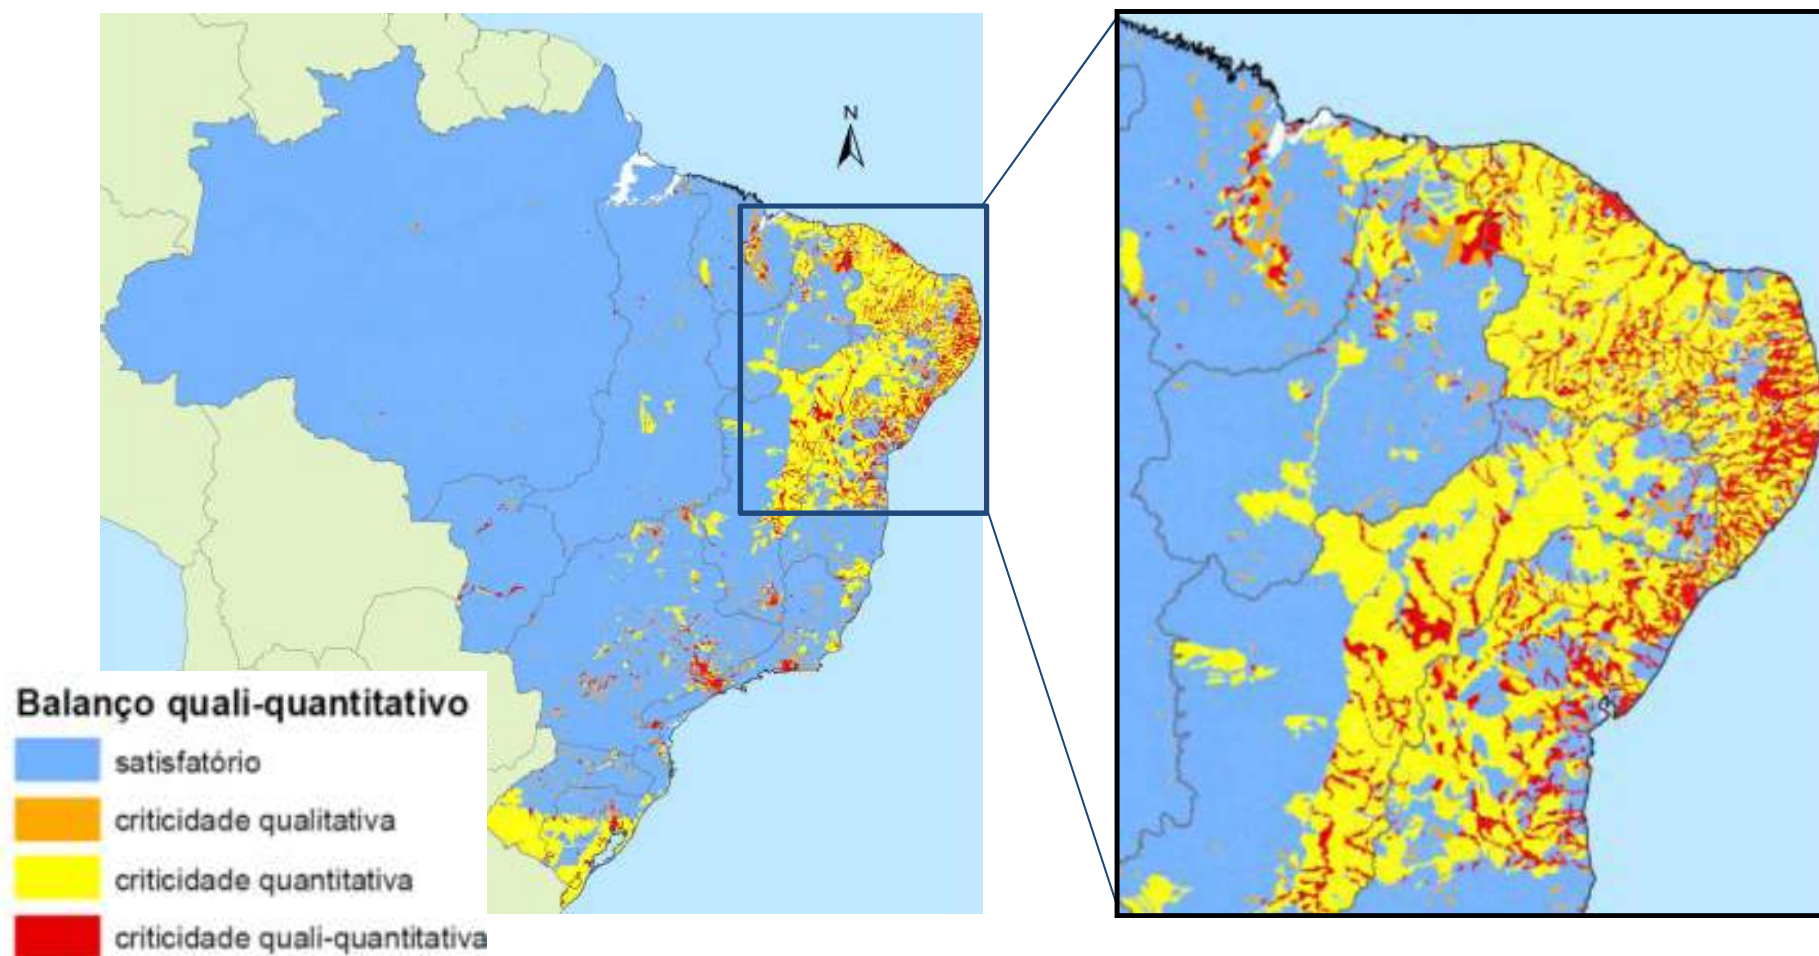 N
Balanço quali-quantitativo
satisfatório
criticidade qualitativa
criticidade quantitativa
criticidade quali-quantitativa